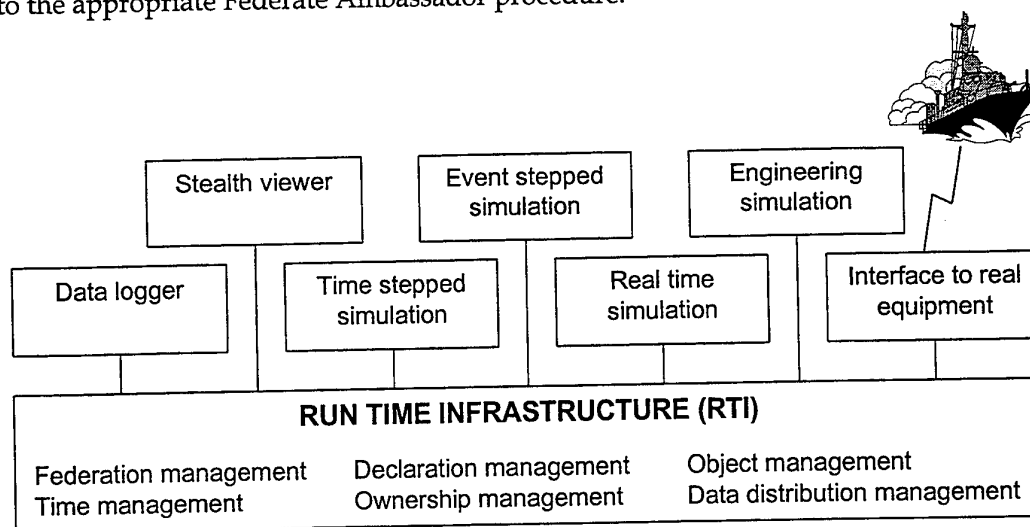 to the appropriate Federate Ambassador procedure.
Stealth viewer
Event stepped
simulation
Engineering
simulation
Data logger
Time stepped
simulation
Real time
simulation
Interface to real
equipment
RUN TIME INFRASTRUCTURE (RTI)
Federation management
Declaration management
Object management
Time management
Ownership management
Data distribution management